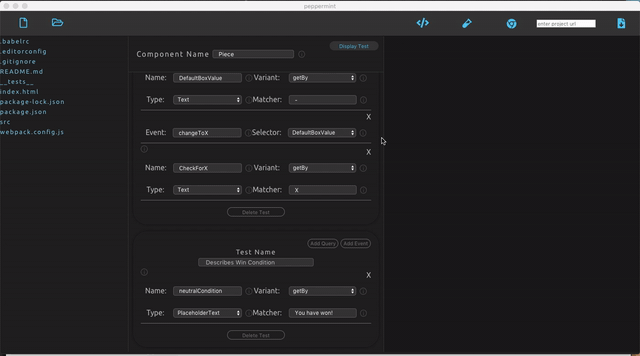 peppermint
enter project url
.babelrc
.editorconfig
.gitignore
README.md
__tests__
index.html
package-lock.json
package.json
src
webpack.config.js
Display Test
Component Name Piece
Name: DefaultBoxValue Variant: getBy
Type: Text Matcher: -
X
Event: changeToX Selector: DefaultBoxValue
X
Name: CheckForX Variant: getBy
Type: Text Matcher: X
Delete Test
Add Query Add Event
Test Name
Describes Win Condition
X
Name: neutralCondition Variant: getBy
Type: PlaceholderText Matcher: You have won!
Delete Test